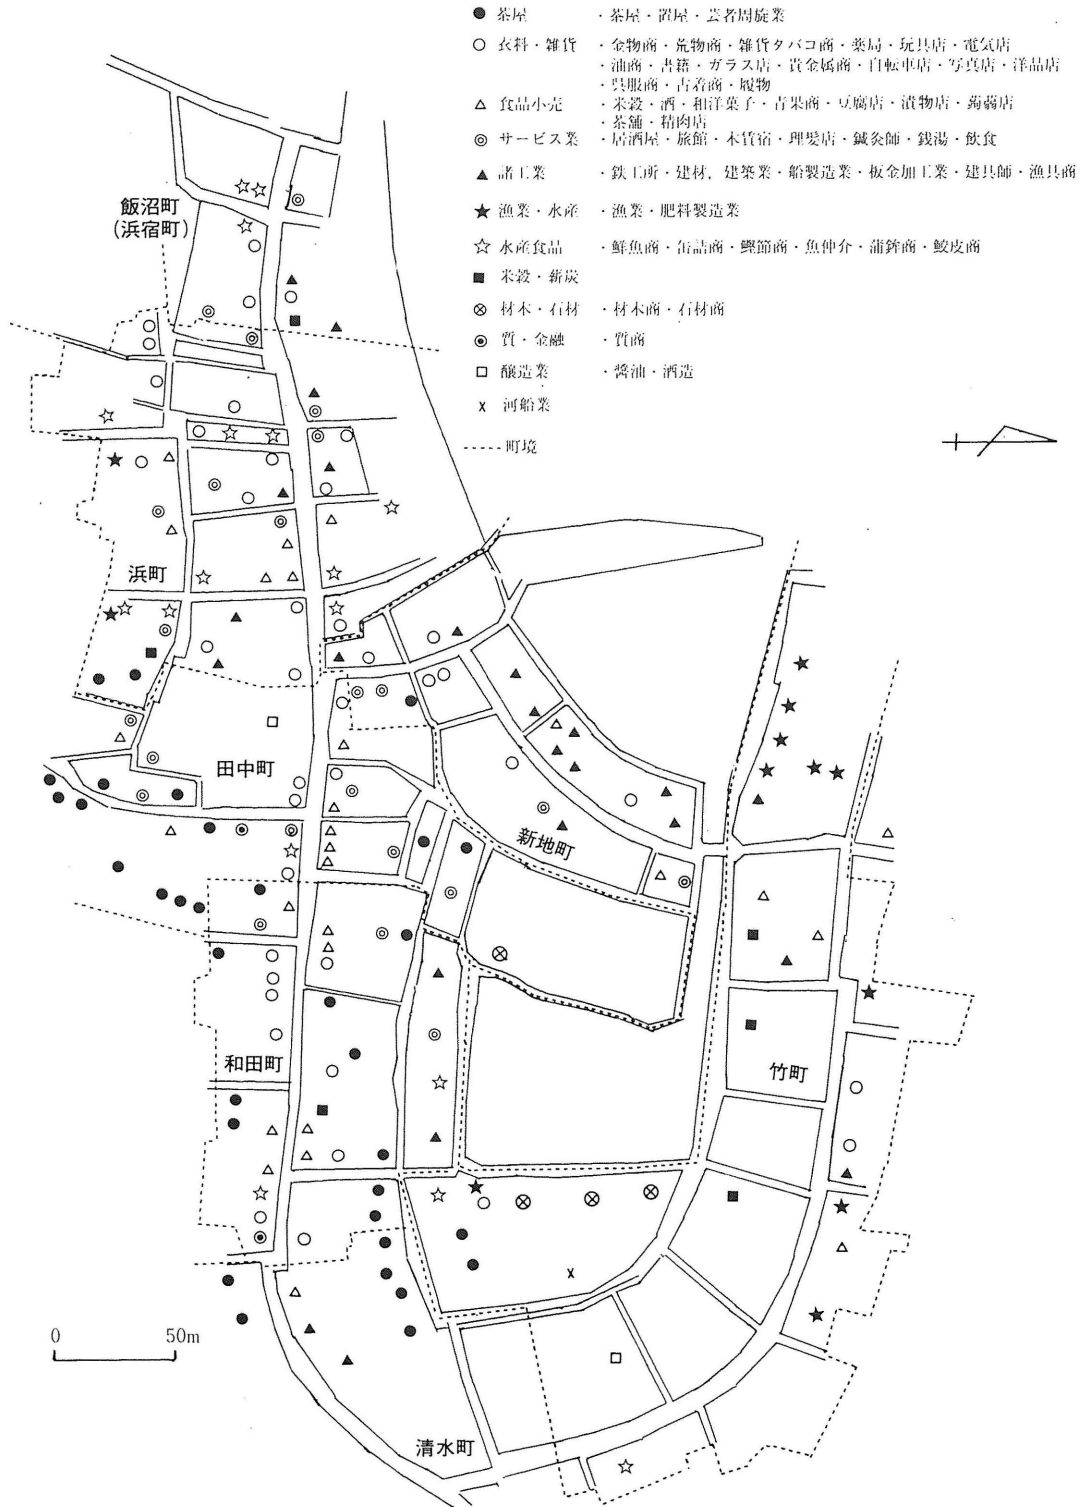 ● 茶屋 ・茶屋・置屋・芸者周旋業
○ 衣料・雑貨 ・金物商・荒物商・雑貨タバコ商・薬局・玩具店・電気店
・油商・書籍・ガラス店・貴金属商・自転車店・写真店・洋品店
・呉服商・古着商・履物
△ 食品小売 ・米穀・酒・和洋菓子・青果商・豆腐店・漬物店・蒟蒻店
・茶舗・精肉店
◎ サービス業 ・居酒屋・旅館・木賃宿・理髪店・鍼灸師・銭湯・飲食
▲ 諸工業 ・鉄工所・建材，建築業・船製造業・板金加工業・建具師・漁具商
★ 漁業・水産 ・漁業・肥料製造業
☆ 水産食品 ・鮮魚商・缶詰商・鰹節商・魚仲介・蒲鉾商・鮫皮商
■ 米穀・薪炭
⊗ 材木・石材 ・材木商・石材商
◉ 質・金融 ・質商
□ 醸造業 ・醤油・酒造
x 河船業
----- 町境
飯沼町
(浜宿町)
浜町
田中町
新地町
和田町
竹町
清水町
0 50m